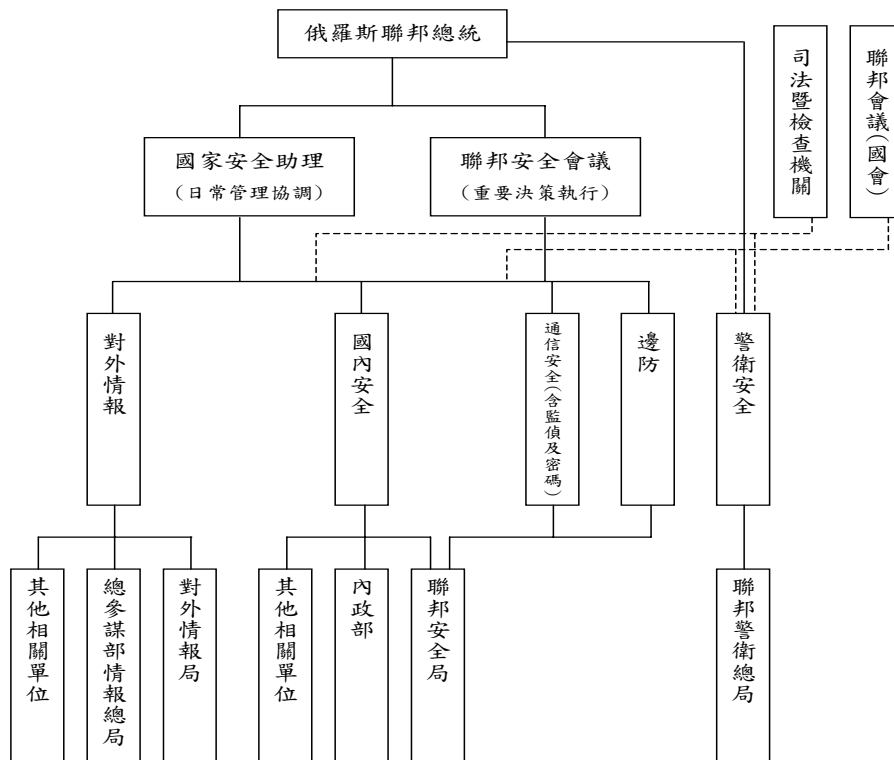 俄羅斯聯邦總統
司法暨檢查機關
聯邦會議(國會)
國家安全助理
(日常管理協調)
聯邦安全會議
(重要決策執行)
對外情報
國內安全
通信安全(含監偵及密碼)
邊防
警衛安全
其他相關單位
總參謀部情報總局
對外情報局
其他相關單位
內政部
聯邦安全局
聯邦警衛總局